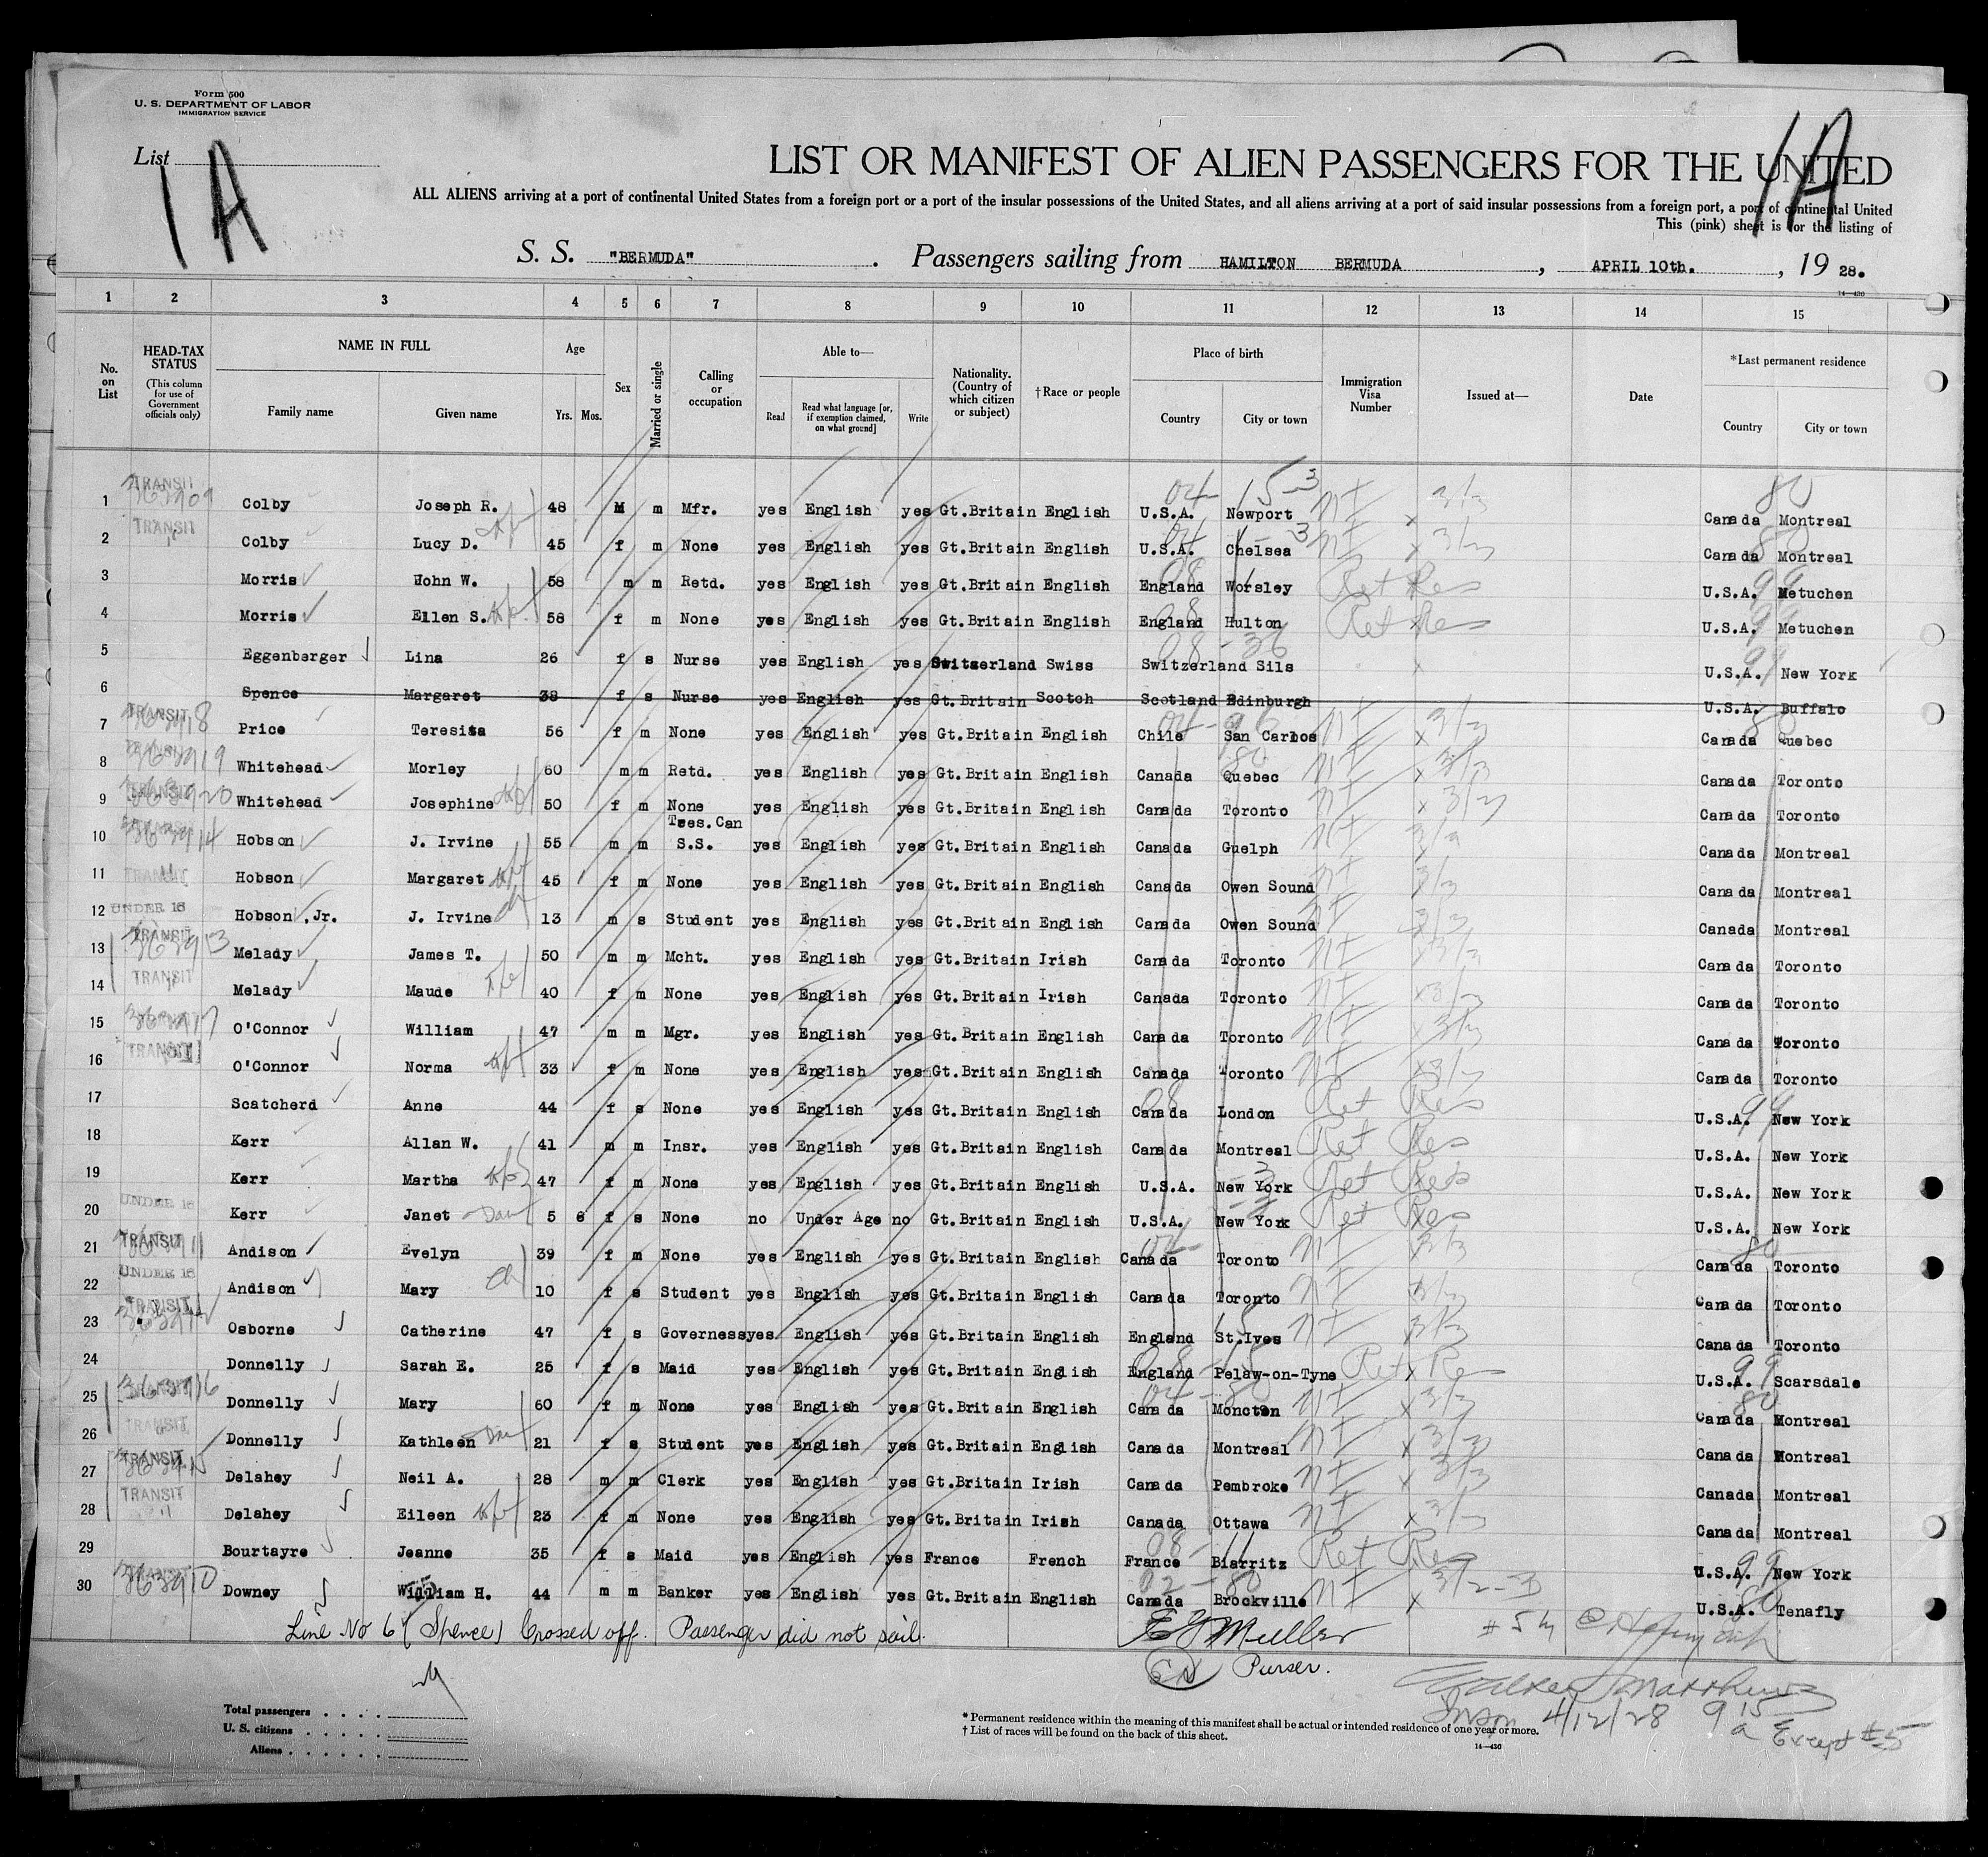 Form 500
U. S. DEPARTMENT OF LABOR
IMMIGRATION SERVICE
List
1A
1A
LIST OR MANIFEST OF ALIEN PASSENGERS FOR THE UNITED
ALL ALIENS arriving at a port of continental United States from a foreign port or a port of the insular possessions of the United States, and all aliens arriving at a port of said insular possessions from a foreign port, a port of continental United
This (pink) sheet is for the listing of
S. S. "BERMUDA". Passengers sailing from HAMILTON BERMUDA, APRIL 10th., 19 28.
14—430
1 2 3 4 5 6 7 8 9 10 11 12 13 14 15
No. on List
HEAD-TAX STATUS
(This column for use of Government officials only)
NAME IN FULL
Family name
Given name
Age
Yrs. Mos.
Sex
Married or single
Calling or occupation
Able to—
Read
Read what language [or, if exemption claimed, on what ground]
Write
Nationality. (Country of which citizen or subject)
†Race or people
Place of birth
Country
City or town
Immigration Visa Number
Issued at—
Date
*Last permanent residence
Country
City or town
1 TRANSIT Colby Joseph R. 48 M m Mfr. yes English yes Gt.Britain English U.S.A. Newport Canada Montreal
2 TRANSIT Colby Lucy D. 45 f m None yes English yes Gt.Britain English U.S.A. Chelsea Canada Montreal
3 Morris Hohn W. 58 m m Retd. yes English yes Gt.Britain English England Worsley Ret Res U.S.A. Metuchen
4 Morris Ellen S. 58 f m None yes English yes Gt.Britain English England Hulton Ret Res U.S.A. Metuchen
5 Eggenberger Lina 26 f s Nurse yes English yes Switzerland Swiss Switzerland Sils U.S.A. New York
6 Spence Margaret 38 f s Nurse yes English yes Gt.Britain Scotch Scotland Edinburgh U.S.A. Buffalo
7 TRANSIT Price Teresita 56 f m None yes English yes Gt.Britain English Chile San Carlos Canada Quebec
8 TRANSIT Whitehead Morley 60 m m Retd. yes English yes Gt.Britain English Canada Quebec Canada Toronto
9 TRANSIT Whitehead Josephine 50 f m None yes English yes Gt.Britain English Canada Toronto Canada Toronto
10 Hobson J. Irvine 55 m m Tres.Can S.S. yes English yes Gt.Britain English Canada Guelph Canada Montreal
11 TRANSIT Hobson Margaret 45 f m None yes English yes Gt.Britain English Canada Owen Sound Canada Montreal
12 UNDER 16 Hobson,Jr. J. Irvine 13 m s Student yes English yes Gt.Britain English Canada Owen Sound Canada Montreal
13 TRANSIT Melady James T. 50 m m Mcht. yes English yes Gt.Britain Irish Canada Toronto Canada Toronto
14 TRANSIT Melady Maude 40 f m None yes English yes Gt.Britain Irish Canada Toronto Canada Toronto
15 O'Connor William 47 m m Mgr. yes English yes Gt.Britain English Canada Toronto Canada Toronto
16 TRANSIT O'Connor Norma 33 f m None yes English yes Gt.Britain English Canada Toronto Canada Toronto
17 Scatcherd Anne 44 f s None yes English yes Gt.Britain English Canada London Ret Res U.S.A. New York
18 Kerr Allan W. 41 m m Insr. yes English yes Gt.Britain English Canada Montreal Ret Res U.S.A. New York
19 Kerr Martha 47 f m None yes English yes Gt.Britain English U.S.A. New York Ret Res U.S.A. New York
20 UNDER 16 Kerr Janet Dau 5 6 f s None no Under Age no Gt.Britain English U.S.A. New York Ret Res U.S.A. New York
21 TRANSIT Andison Evelyn 39 f m None yes English yes Gt.Britain English Canada Toronto Canada Toronto
22 UNDER 16 Andison Mary 10 f s Student yes English yes Gt.Britain English Canada Toronto Canada Toronto
23 TRANSIT Osborne Catherine 47 f s Governess yes English yes Gt.Britain English England St.Ives Canada Toronto
24 Donnelly Sarah E. 25 f s Maid yes English yes Gt.Britain English England Pelaw-on-Tyne Ret Res U.S.A. Scarsdale
25 TRANSIT Donnelly Mary 60 f m None yes English yes Gt.Britain English Canada Moncton Canada Montreal
26 TRANSIT Donnelly Kathleen Dau 21 f s Student yes English yes Gt.Britain English Canada Montreal Canada Montreal
27 TRANSIT Delahey Neil A. 28 m m Clerk yes English yes Gt.Britain Irish Canada Pembroke Canada Montreal
28 TRANSIT Delahey Eileen 23 f m None yes English yes Gt.Britain Irish Canada Ottawa Canada Montreal
29 Bourtayre Jeanne 35 f s Maid yes English yes France French France Biarritz Ret Res U.S.A. New York
30 Downey William H. 44 m m Banker yes English yes Gt.Britain English Canada Brockville U.S.A. Tenafly
Line No 6 (Spence) Crossed off. Passenger did not sail.
Muller
Purser.
Total passengers
U. S. citizens
Aliens
* Permanent residence within the meaning of this manifest shall be actual or intended residence of one year or more.
† List of races will be found on the back of this sheet.
14—430
Matthews
Insp 4/12/28 9 15 a Except #5